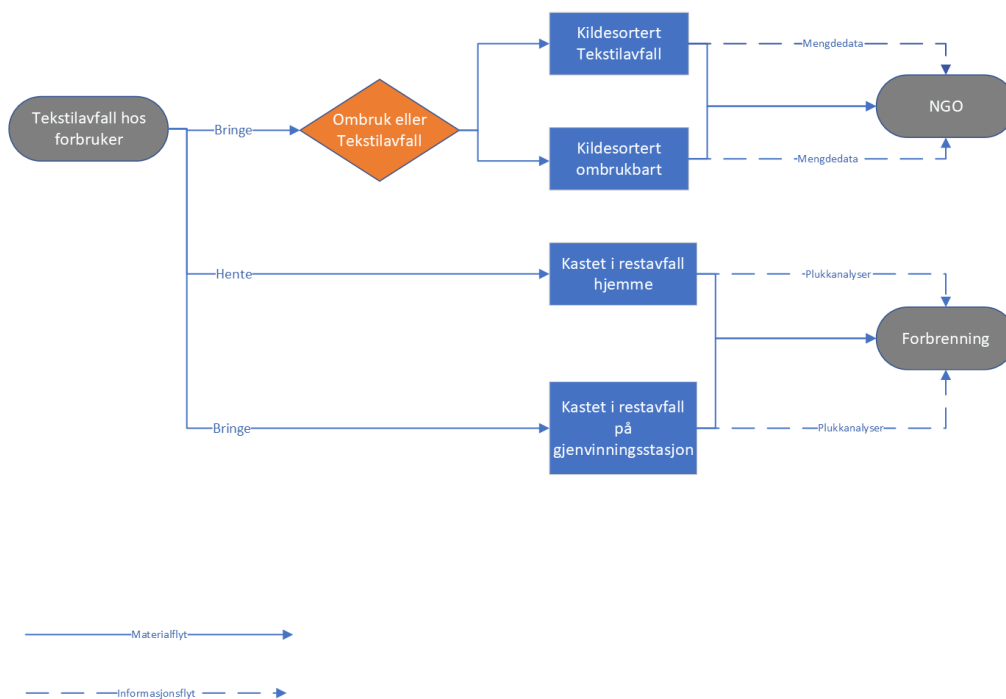 Kildesortert
Tekstilavfall
Mengdedata
NGO
Tekstilavfall hos
forbruker
Bringe
Ombruk eller
Tekstilavfall
Kildesortert
ombrukbart
Mengdedata
Hente
Kastet i restavfall
hjemme
Plukkanalyser
Forbrenning
Bringe
Kastet i restavfall
på
gjenvinningsstasjon
Plukkanalyser
Materialflyt
Informasjonsflyt